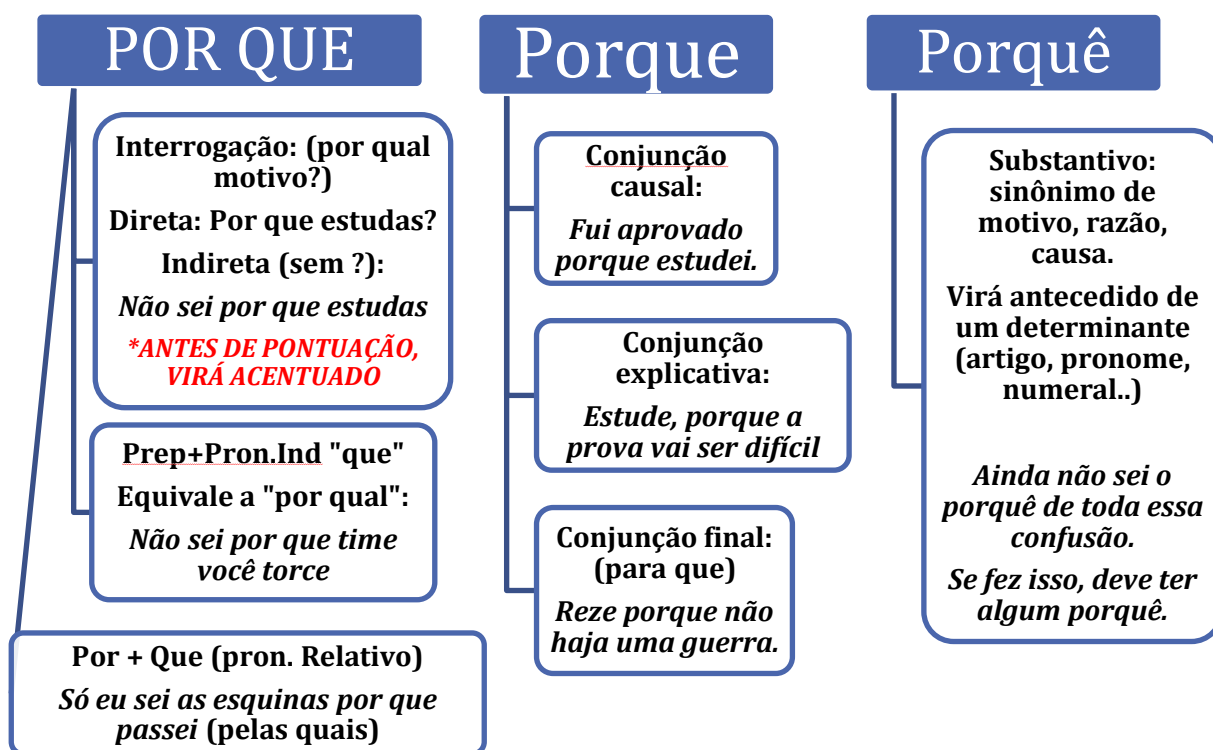 POR QUE
Interrogação: (por qual
motivo?)
Direta: Por que estudas?
Indireta (sem ?):
Não sei por que estudas
*ANTES DE PONTUAÇÃO,
VIRÁ ACENTUADO
Prep+Pron.Ind "que"
Equivale a "por qual":
Não sei por que time
você torce
Por + Que (pron. Relativo)
Só eu sei as esquinas por que
passei (pelas quais)
Porque
Conjunção
causal:
Fui aprovado
porque estudei.
Conjunção
explicativa:
Estude, porque a
prova vai ser difícil
Conjunção final:
(para que)
Reze porque não
haja uma guerra.
Porquê
Substantivo:
sinônimo de
motivo, razão,
causa.
Virá antecedido de
um determinante
(artigo, pronome,
numeral..)
Ainda não sei o
porquê de toda essa
confusão.
Se fez isso, deve ter
algum porquê.